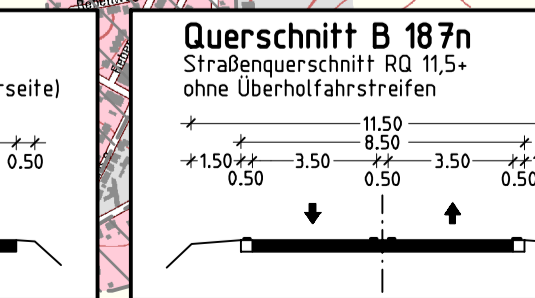 rseite)
0.50
Querschnitt B 187n
Straßenquerschnitt RQ 11,5+
ohne Überholfahrstreifen
11.50
8.50
1.50 3.50 3.50
0.50 0.50 0.50